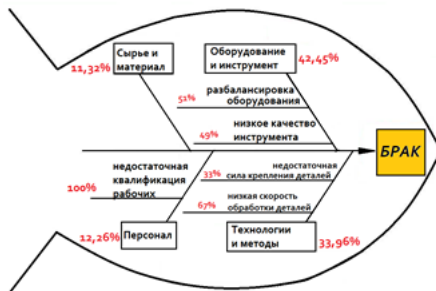 Сырье и
материал
11,32%
Оборудование
и инструмент
42,45%
51%
разбалансировка
оборудования
49%
низкое качество
инструмента
БРАК
недостаточная
квалификация
рабочих
100%
недостаточная
сила крепления деталей
33%
низкая скорость
обработки деталей
67%
12,26%
Персонал
Технологии
и методы
33,96%